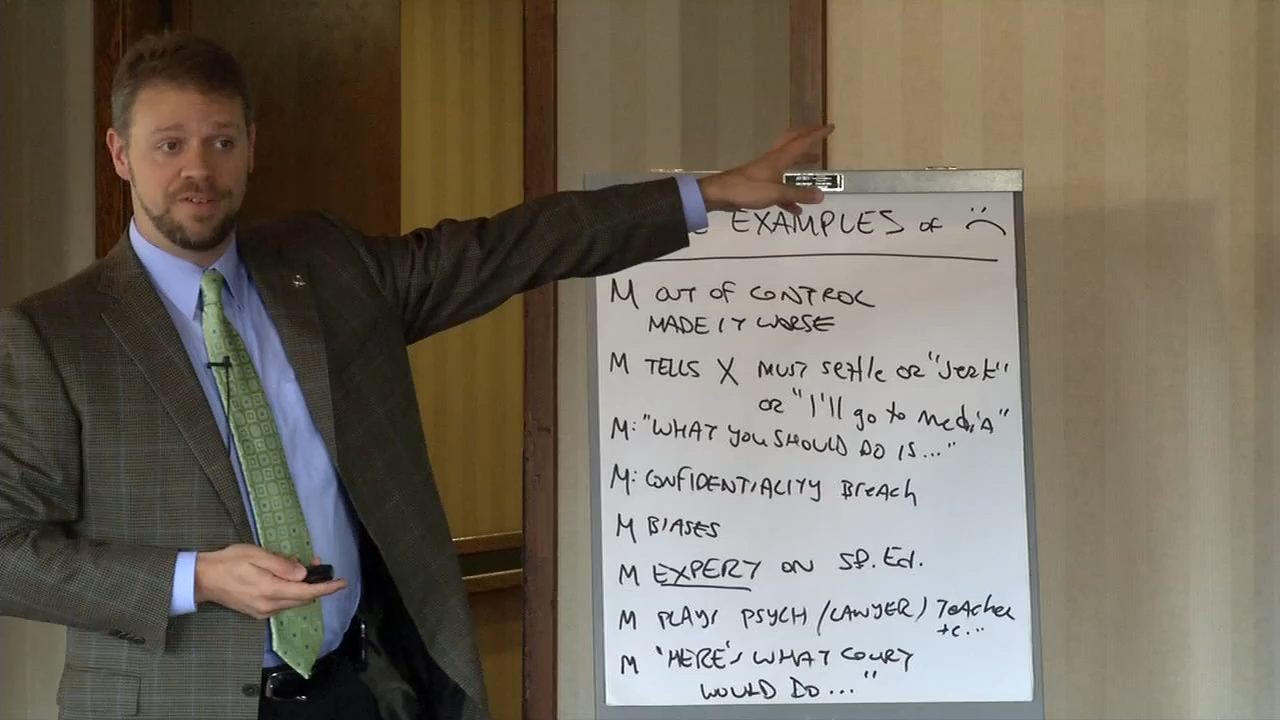 EXAMPLES OF
M OUT OF CONTROL
MADE IT WORSE
M TELLS X MUST SETTLE OR "JERK"
OR "I'LL go to MEDIA"
M: "WHAT YOU SHOULD DO IS..."
M: CONFIDENTIALITY BREACH
M BIASES
M EXPERT ON SP. ED.
M PLAYS PSYCH/LAWYER/TEACHER
M "HERE'S WHAT COURT
WOULD DO..."